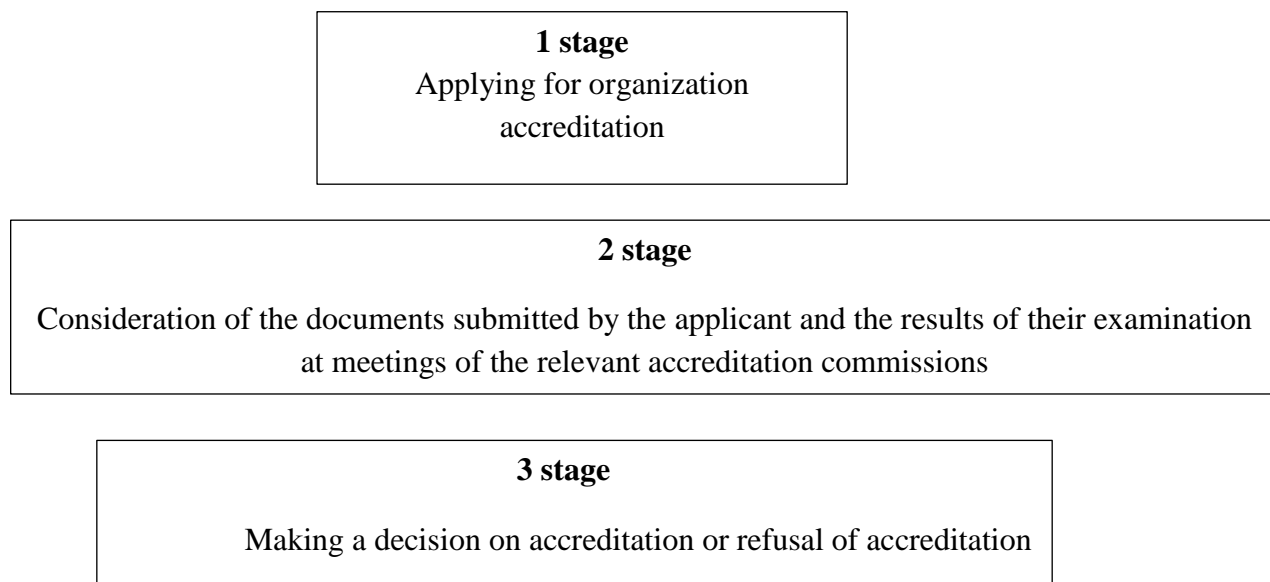 1 stage
Applying for organization
accreditation
2 stage
Consideration of the documents submitted by the applicant and the results of their examination
at meetings of the relevant accreditation commissions
3 stage
Making a decision on accreditation or refusal of accreditation